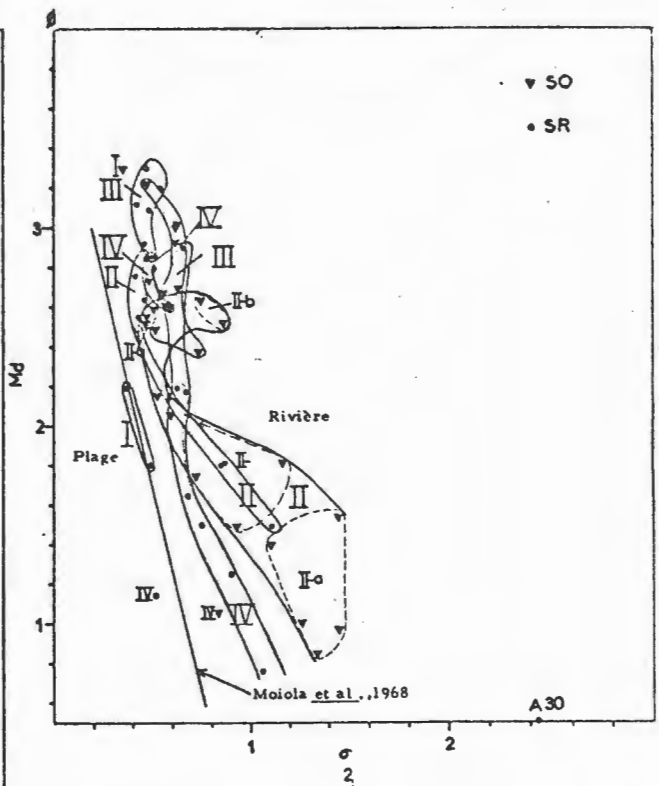 ø
▼ SO
• SR
I
III
IV
IV
III
3
II
II-b
Md
2
Rivière
I
Plage
II-
II
II
II-a
IV
IV
IV
1
Moiola et al .,1968
A30
1
2
σ
2